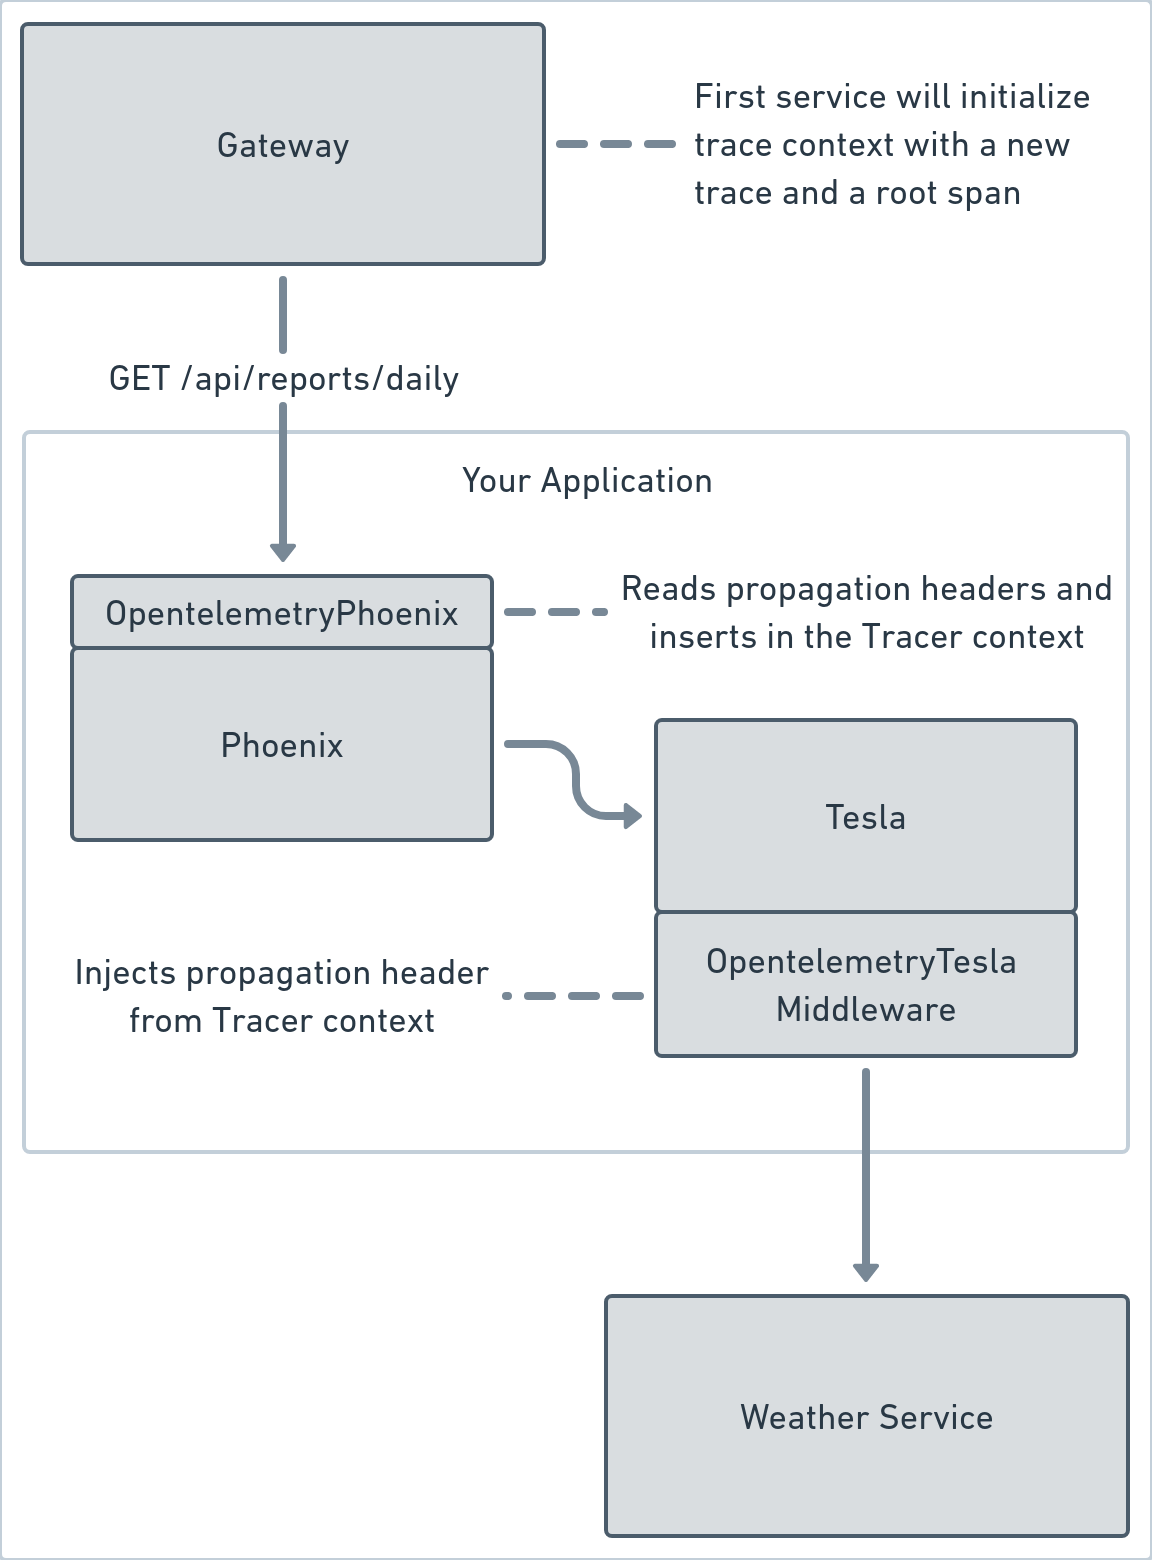 Gateway
First service will initialize
trace context with a new
trace and a root span
GET /api/reports/daily
Your Application
OpentelemetryPhoenix
Reads propagation headers and
inserts in the Tracer context
Phoenix
Tesla
OpentelemetryTesla
Middleware
Injects propagation header
from Tracer context
Weather Service